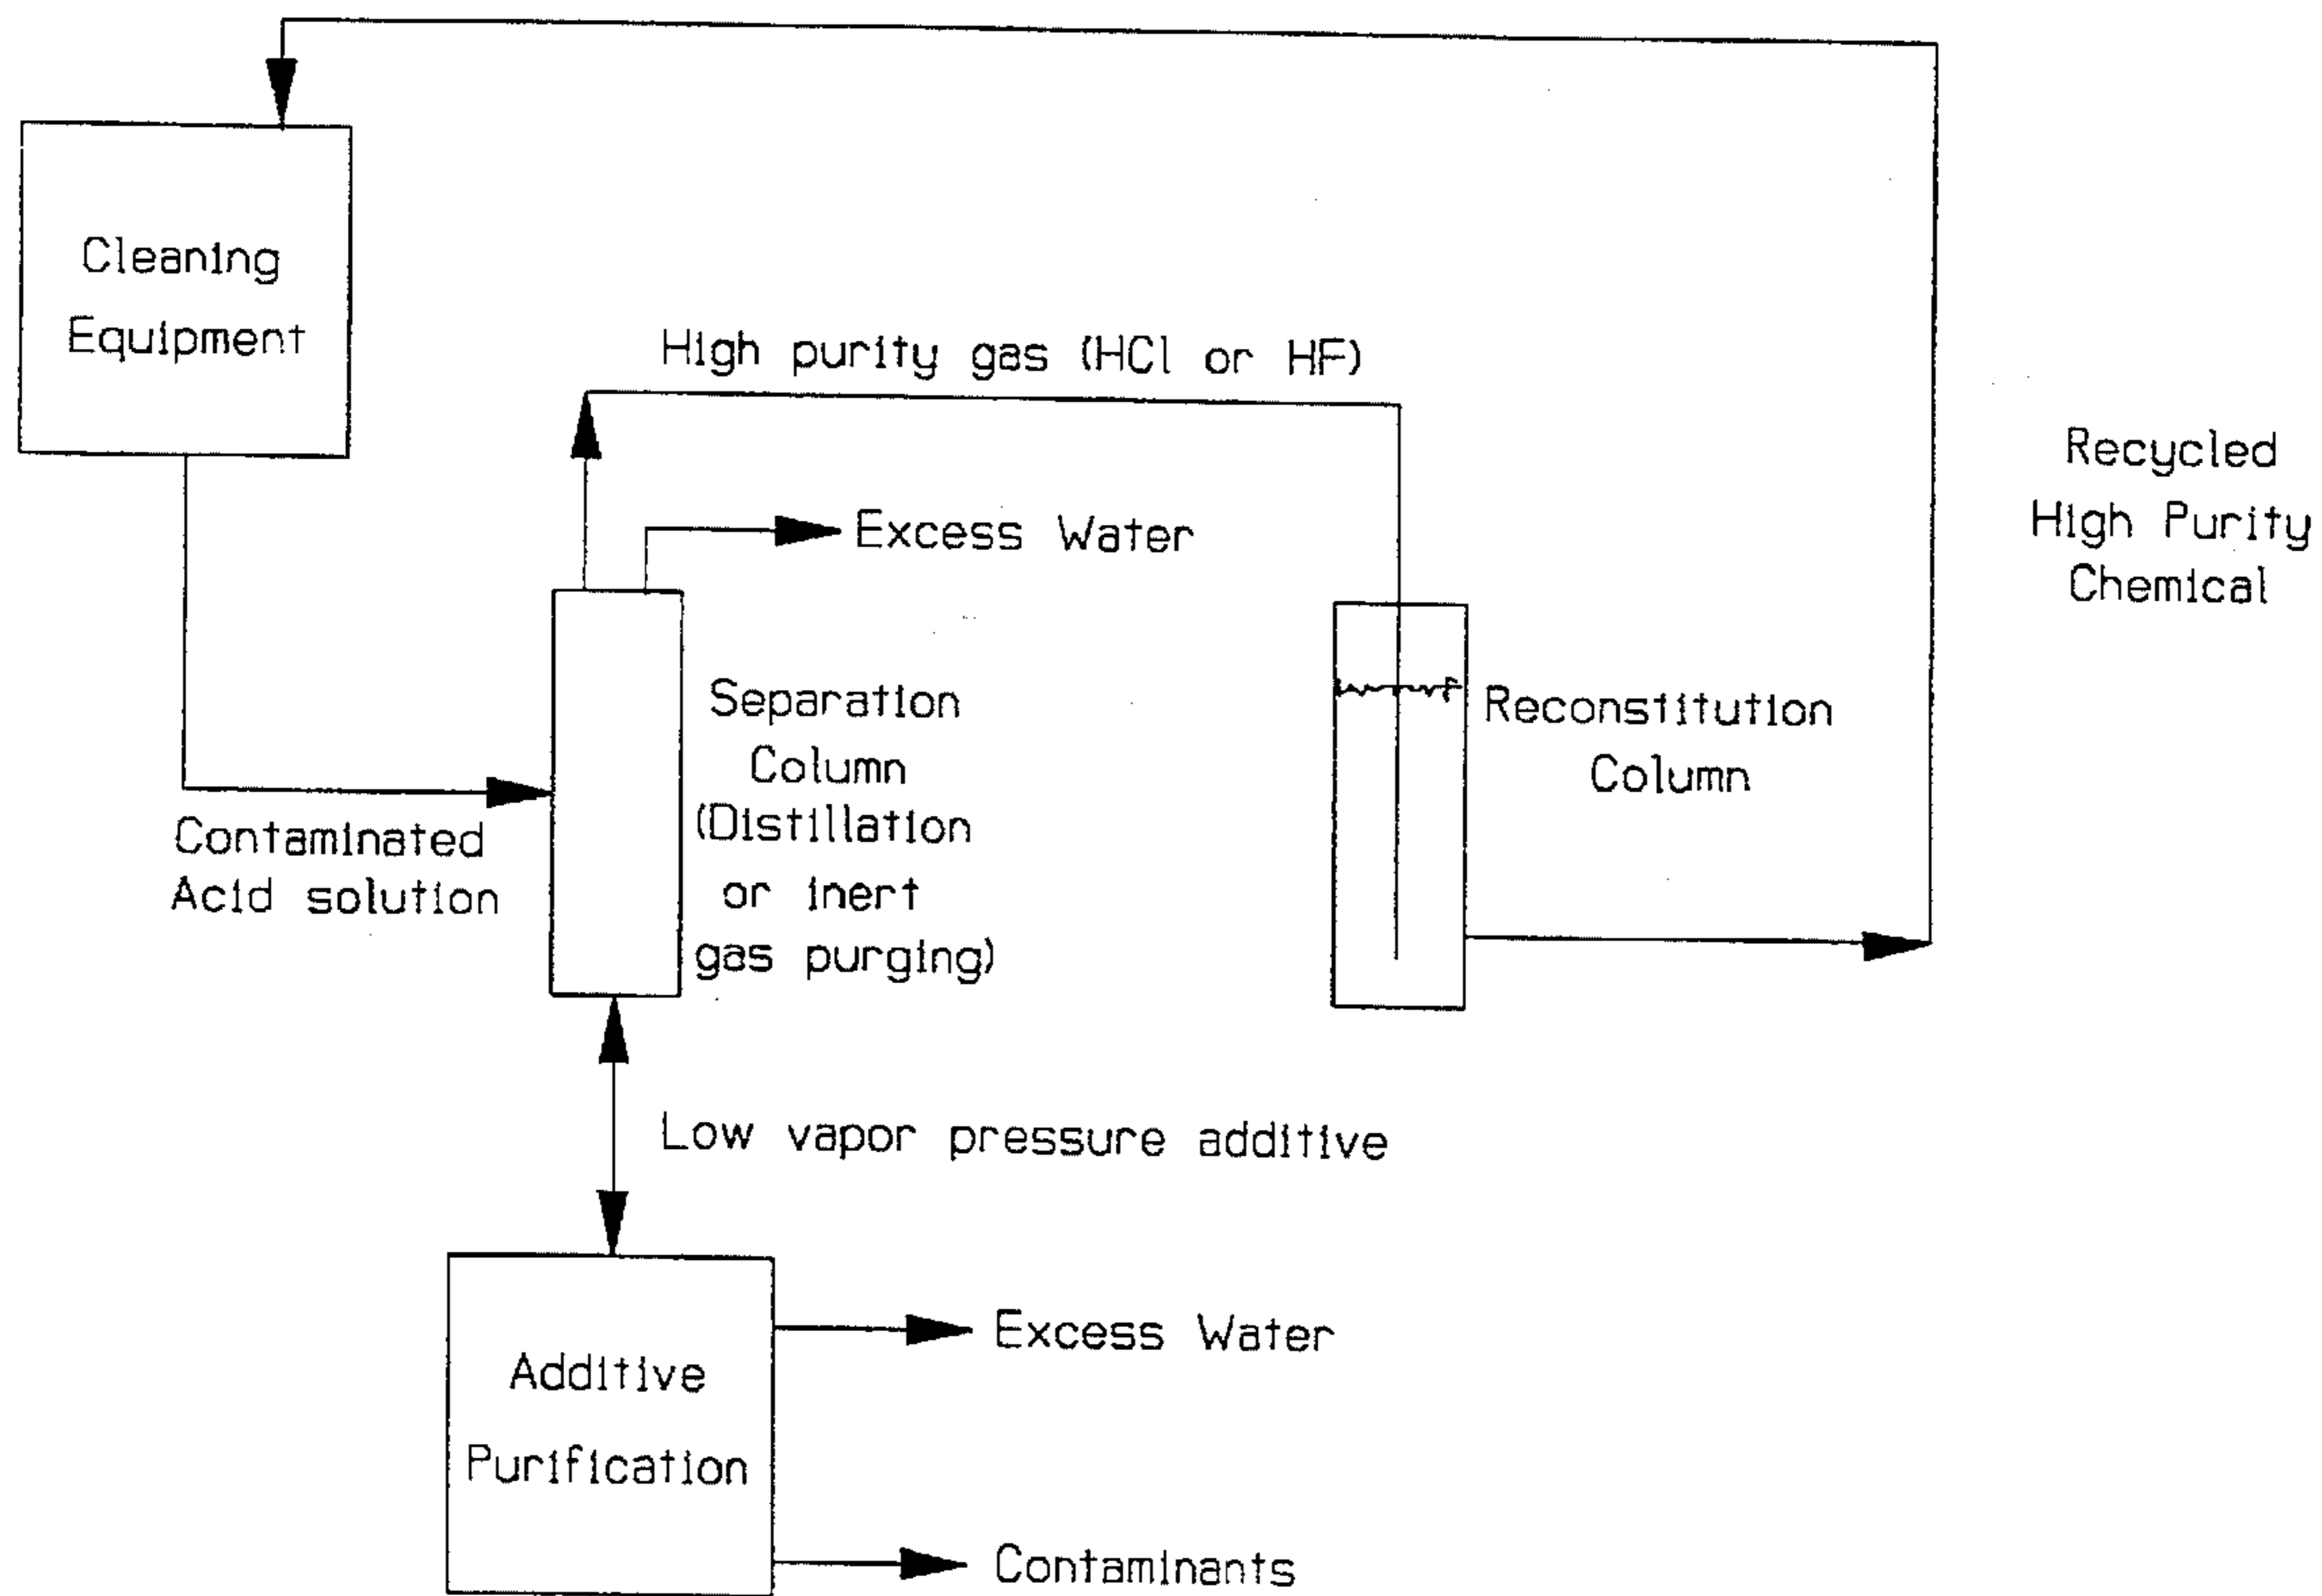 Cleaning
Equipment
High purity gas (HCl or HF)
Excess Water
Recycled
High Purity
Chemical
Separation
Column
(Distillation
or inert
gas purging)
Reconstitution
Column
Contaminated
Acid solution
Low vapor pressure additive
Additive
Purification
Excess Water
Contaminants